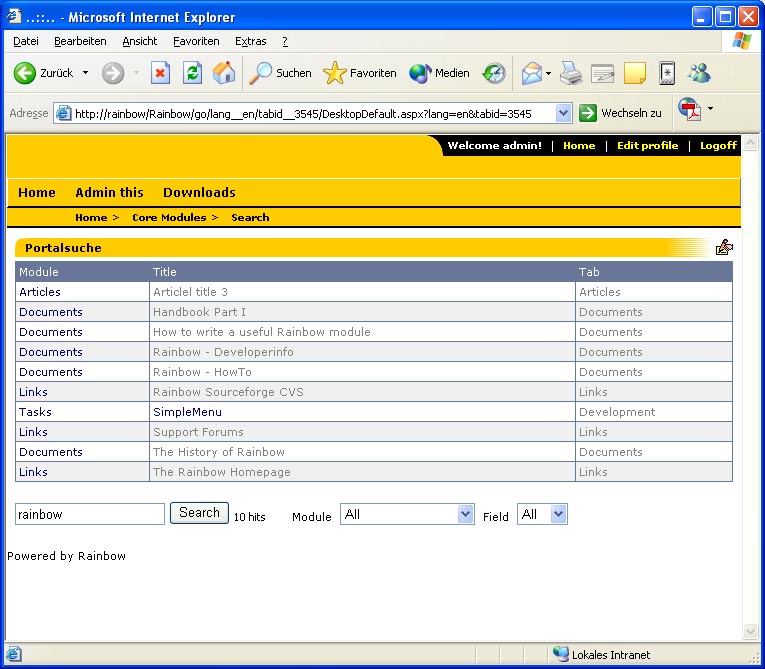 ..::.. - Microsoft Internet Explorer
Datei Bearbeiten Ansicht Favoriten Extras ?
Zurück Suchen Favoriten Medien
Adresse http://rainbow/Rainbow/go/lang__en/tabid__3545/DesktopDefault.aspx?lang=en&tabid=3545 Wechseln zu
Welcome admin! | Home | Edit profile | Logoff
Home Admin this Downloads
Home > Core Modules > Search
Portalsuche
Module Title Tab
Articles Articlel title 3 Articles
Documents Handbook Part I Documents
Documents How to write a useful Rainbow module Documents
Documents Rainbow - Developerinfo Documents
Documents Rainbow - HowTo Documents
Links Rainbow Sourceforge CVS Links
Tasks SimpleMenu Development
Links Support Forums Links
Documents The History of Rainbow Documents
Links The Rainbow Homepage Links
rainbow Search 10 hits Module All Field All
Powered by Rainbow
Lokales Intranet